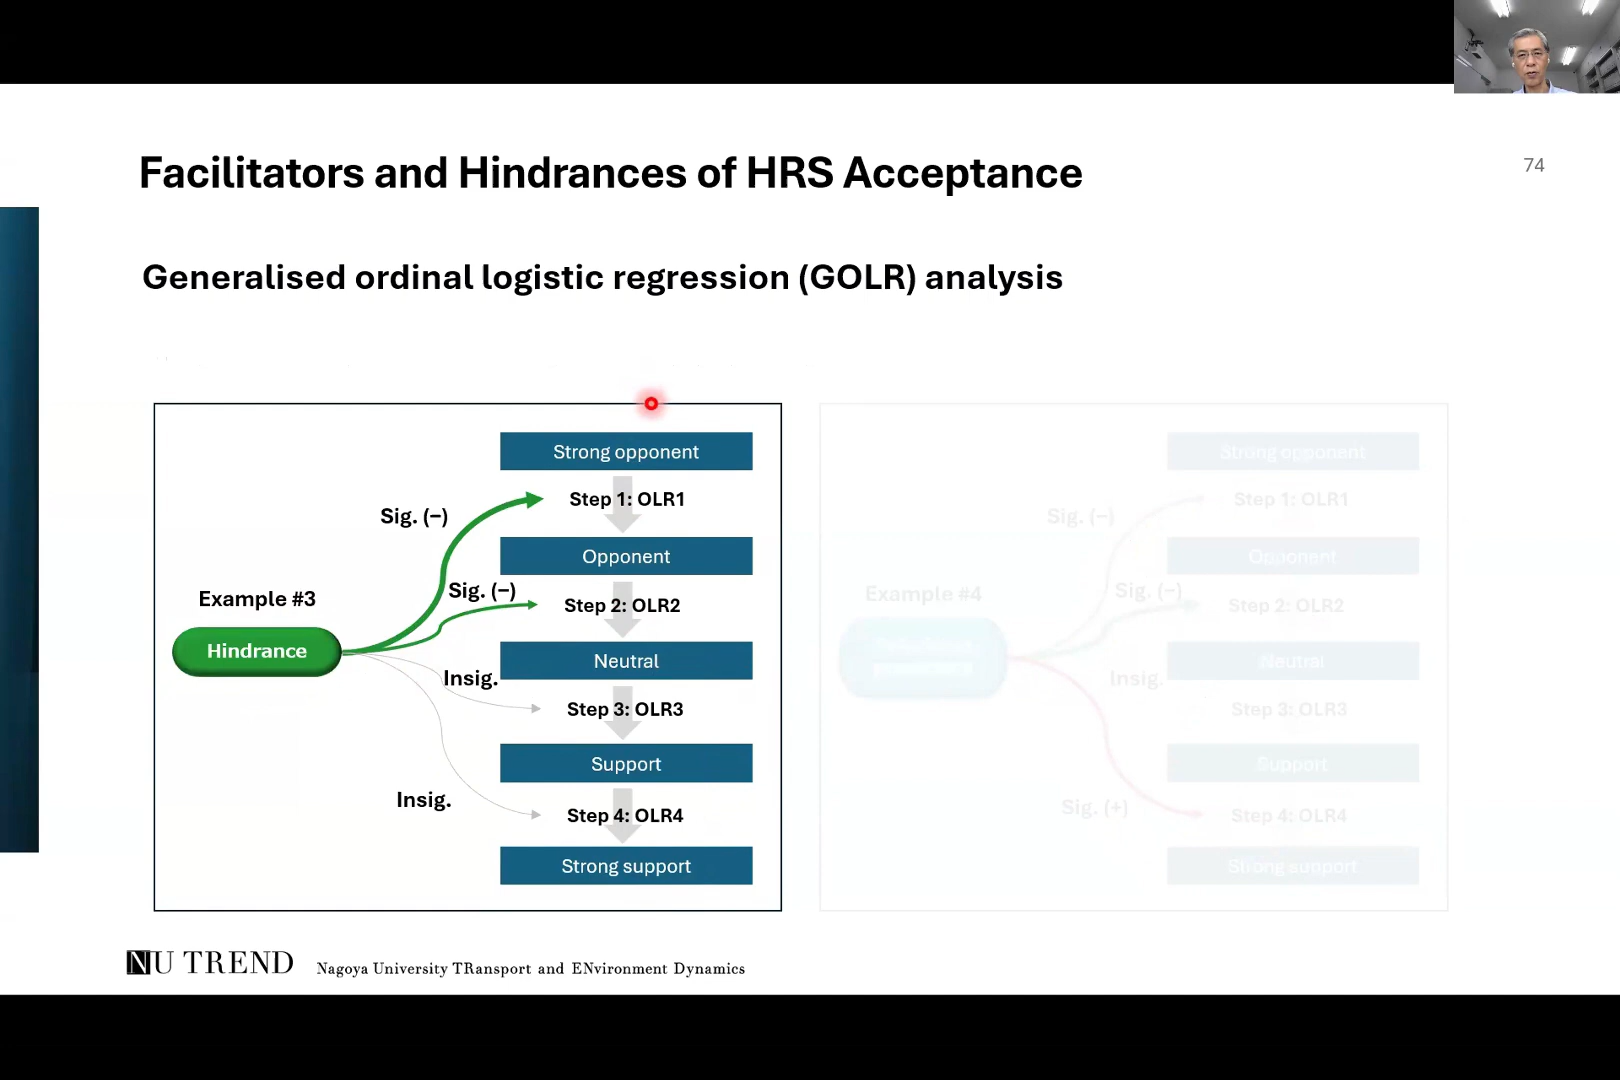 Facilitators and Hindrances of HRS Acceptance
74
Generalised ordinal logistic regression (GOLR) analysis
Strong opponent
Step 1: OLR1
Sig. (−)
Opponent
Sig. (−)
Step 2: OLR2
Example #3
Hindrance
Neutral
Insig.
Step 3: OLR3
Support
Insig.
Step 4: OLR4
Strong support
Strong opponent
Step 1: OLR1
Sig. (−)
Opponent
Sig. (−)
Step 2: OLR2
Example #4
Neutral
Insig.
Step 3: OLR3
Support
Sig. (+)
Step 4: OLR4
Strong support
NU TREND
Nagoya University TRansport and ENvironment Dynamics